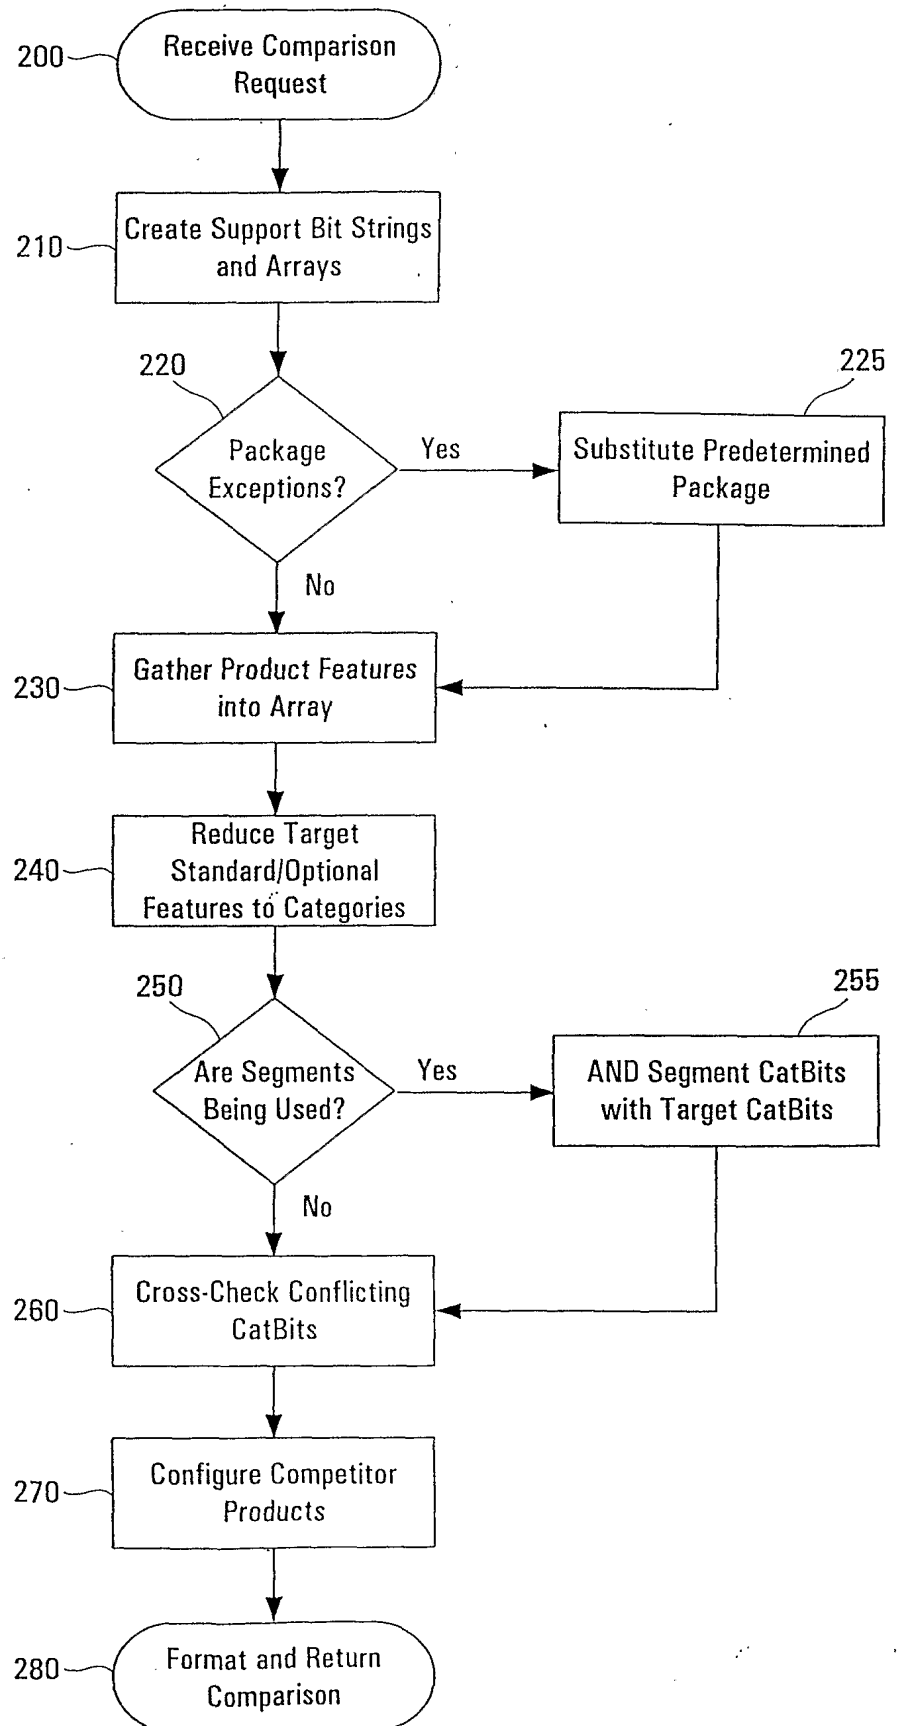 200
Receive Comparison
Request
210
Create Support Bit Strings
and Arrays
220
Package
Exceptions?
Yes
225
Substitute Predetermined
Package
No
230
Gather Product Features
into Array
240
Reduce Target
Standard/Optional
Features to Categories
250
Are Segments
Being Used?
Yes
255
AND Segment CatBits
with Target CatBits
No
260
Cross-Check Conflicting
CatBits
270
Configure Competitor
Products
280
Format and Return
Comparison